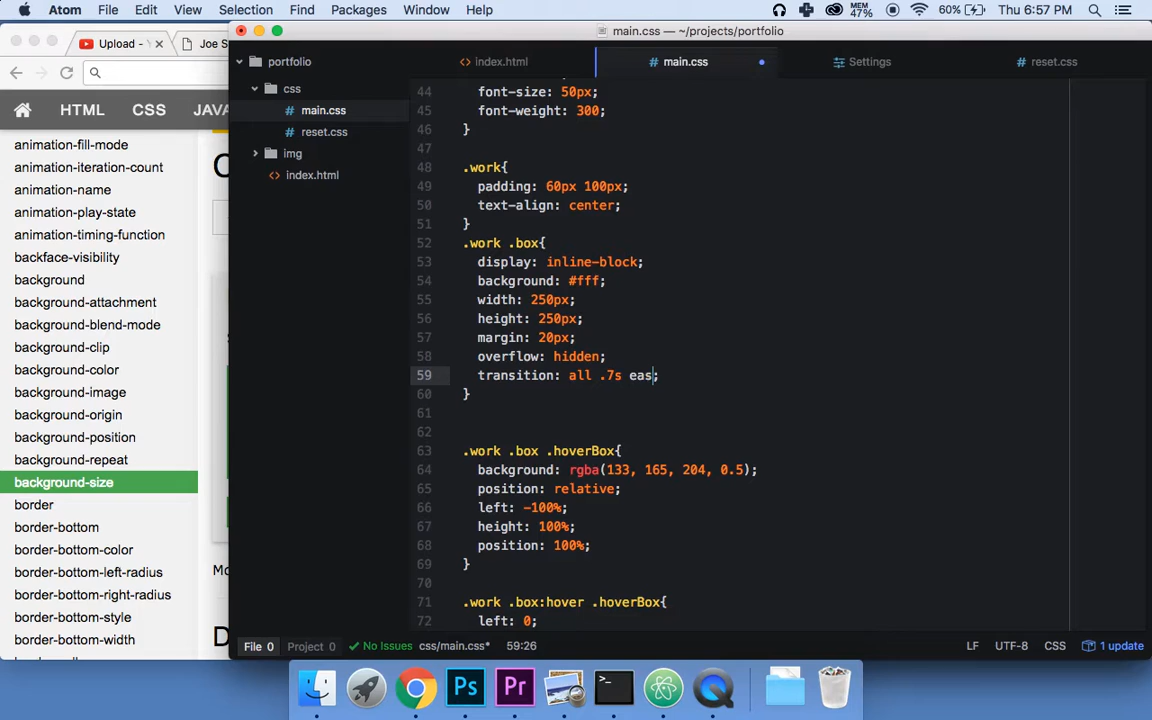 Atom File Edit View Selection Find Packages Window Help
MEM 47% 60% Thu 6:57 PM
Upload - Y
Joe S
main.css — ~/projects/portfolio
portfolio
css
main.css
reset.css
img
index.html
index.html
main.css
Settings
reset.css
HTML CSS JAVA
animation-fill-mode
animation-iteration-count
animation-name
animation-play-state
animation-timing-function
backface-visibility
background
background-attachment
background-blend-mode
background-clip
background-color
background-image
background-origin
background-position
background-repeat
background-size
border
border-bottom
border-bottom-color
border-bottom-left-radius
border-bottom-right-radius
border-bottom-style
border-bottom-width
44 font-size: 50px;
45 font-weight: 300;
46 }
47
48 .work{
49 padding: 60px 100px;
50 text-align: center;
51 }
52 .work .box{
53 display: inline-block;
54 background: #fff;
55 width: 250px;
56 height: 250px;
57 margin: 20px;
58 overflow: hidden;
59 transition: all .7s eas;
60 }
61
62
63 .work .box .hoverBox{
64 background: rgba(133, 165, 204, 0.5);
65 position: relative;
66 left: -100%;
67 height: 100%;
68 position: 100%;
69 }
70
71 .work .box:hover .hoverBox{
72 left: 0;
File 0 Project 0 No Issues css/main.css* 59:26 LF UTF-8 CSS 1 update
Ps Pr